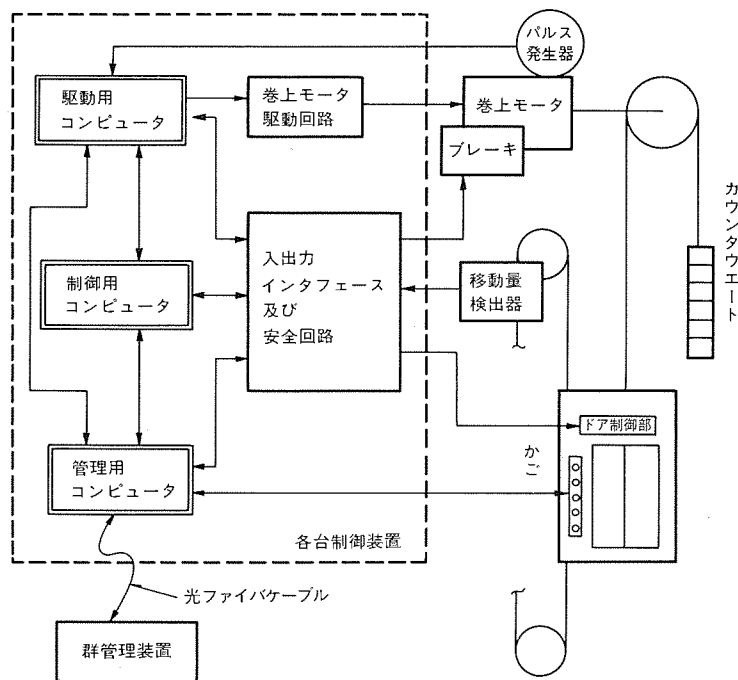 パルス
発生器
駆動用
コンピュータ
巻上モータ
駆動回路
巻上モータ
ブレーキ
カウンタウエート
制御用
コンピュータ
入出力
インタフェース
及び
安全回路
移動量
検出器
ドア制御部
かご
管理用
コンピュータ
各台制御装置
光ファイバケーブル
群管理装置